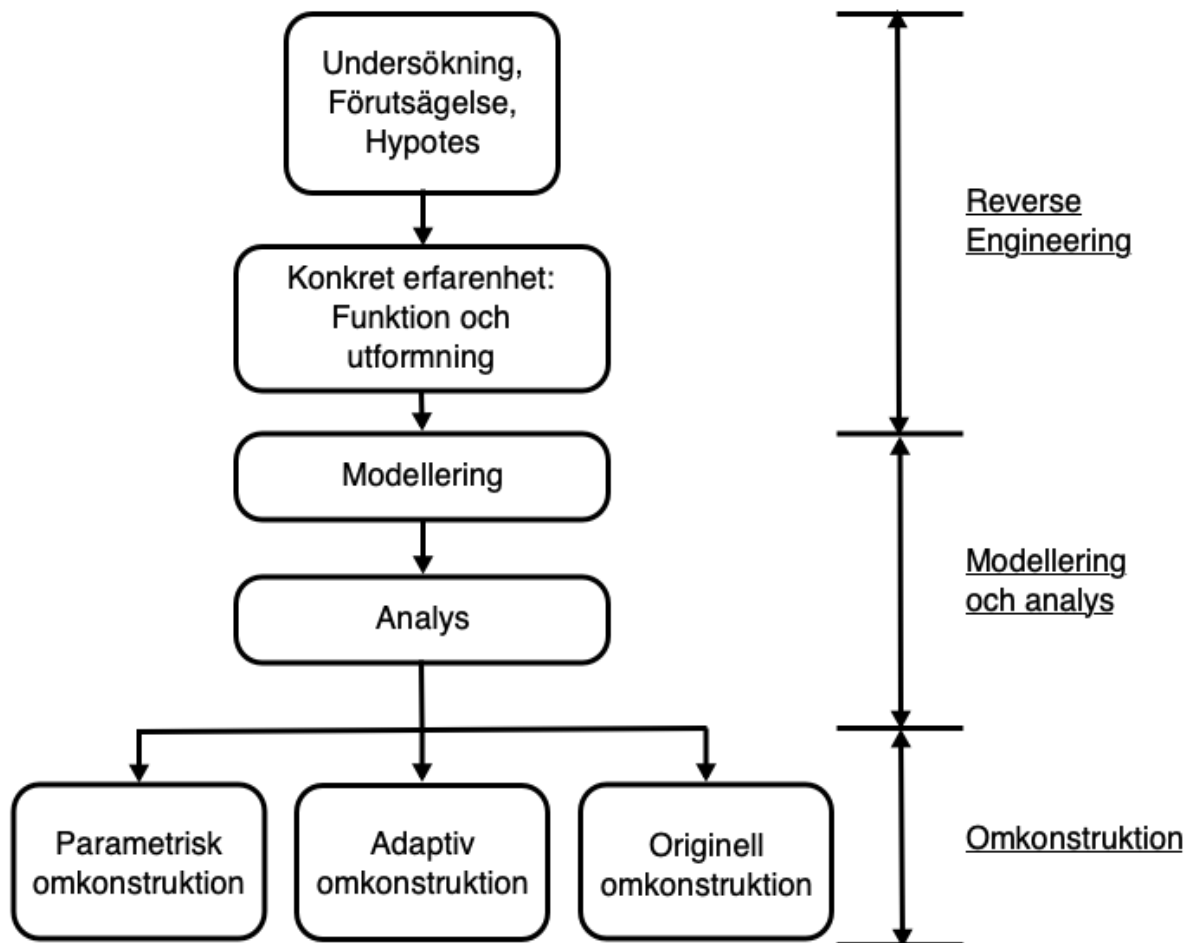 Undersökning,
Förutsägelse,
Hypotes
Reverse
Engineering
Konkret erfarenhet:
Funktion och
utformning
Modellering
Modellering
och analys
Analys
Parametrisk
omkonstruktion
Adaptiv
omkonstruktion
Originell
omkonstruktion
Omkonstruktion